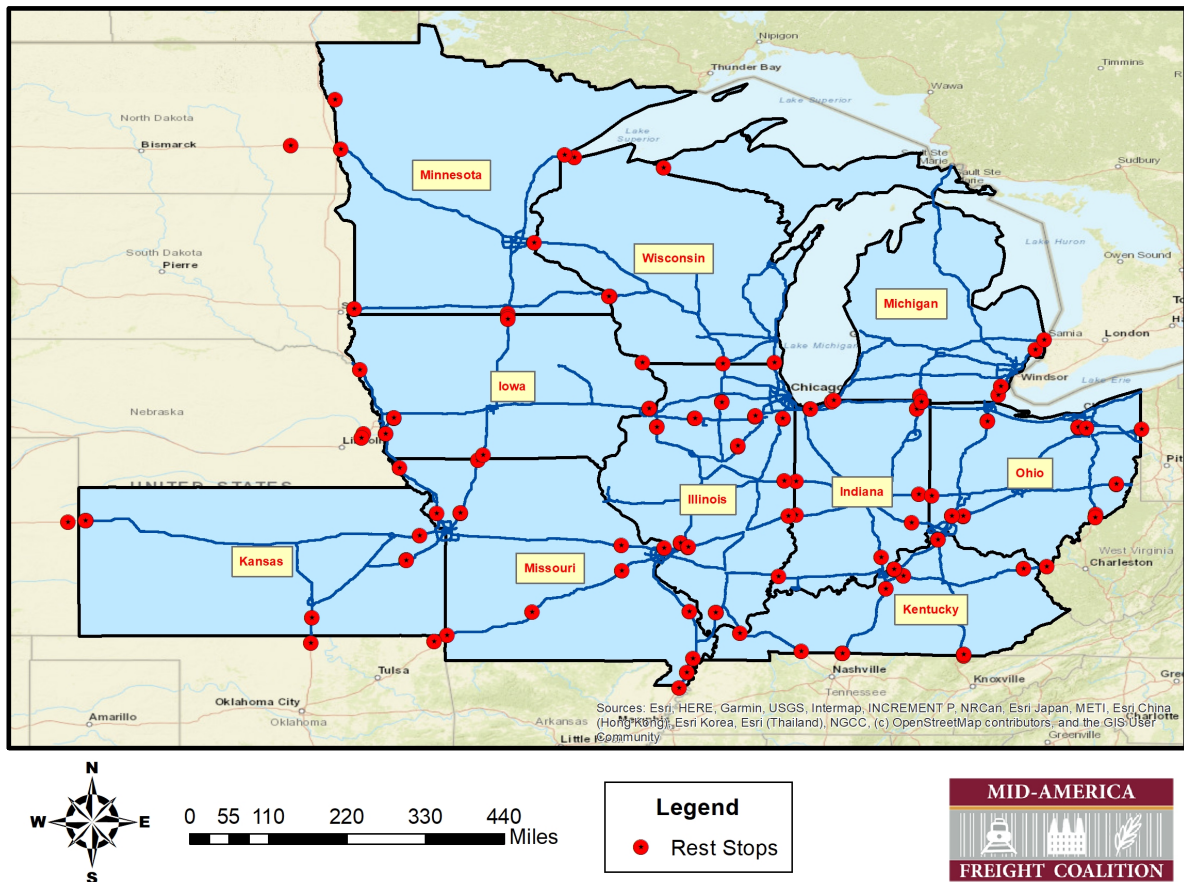 Nipigon
Thunder Bay
Timmins
Wawa
Lake Superior
North Dakota
Bismarck
Lake
Superior
Sault Ste
Marie
Sault Ste
Marie
Sudbury
Minnesota
Lake Huron
Owen Sound
South Dakota
Pierre
Wisconsin
Michigan
Sarnia
London
Lake Michigan
Windsor
Lake Erie
Chicago
Iowa
Nebraska
Lincoln
UNITED STATES
Illinois
Indiana
Ohio
Kansas
Missouri
West Virginia
Charleston
Kentucky
Tulsa
Nashville
Tennessee
Knoxville
Oklahoma City
Oklahoma
Amarillo
Arkansas
Charlotte
Greenville
Sources: Esri, HERE, Garmin, USGS, Intermap, INCREMENT P, NRCan, Esri Japan, METI, Esri China
(Hong Kong), Esri Korea, Esri (Thailand), NGCC, (c) OpenStreetMap contributors, and the GIS User
Community
N
W E
S
0 55 110 220 330 440
Miles
Legend
Rest Stops
MID-AMERICA
FREIGHT COALITION